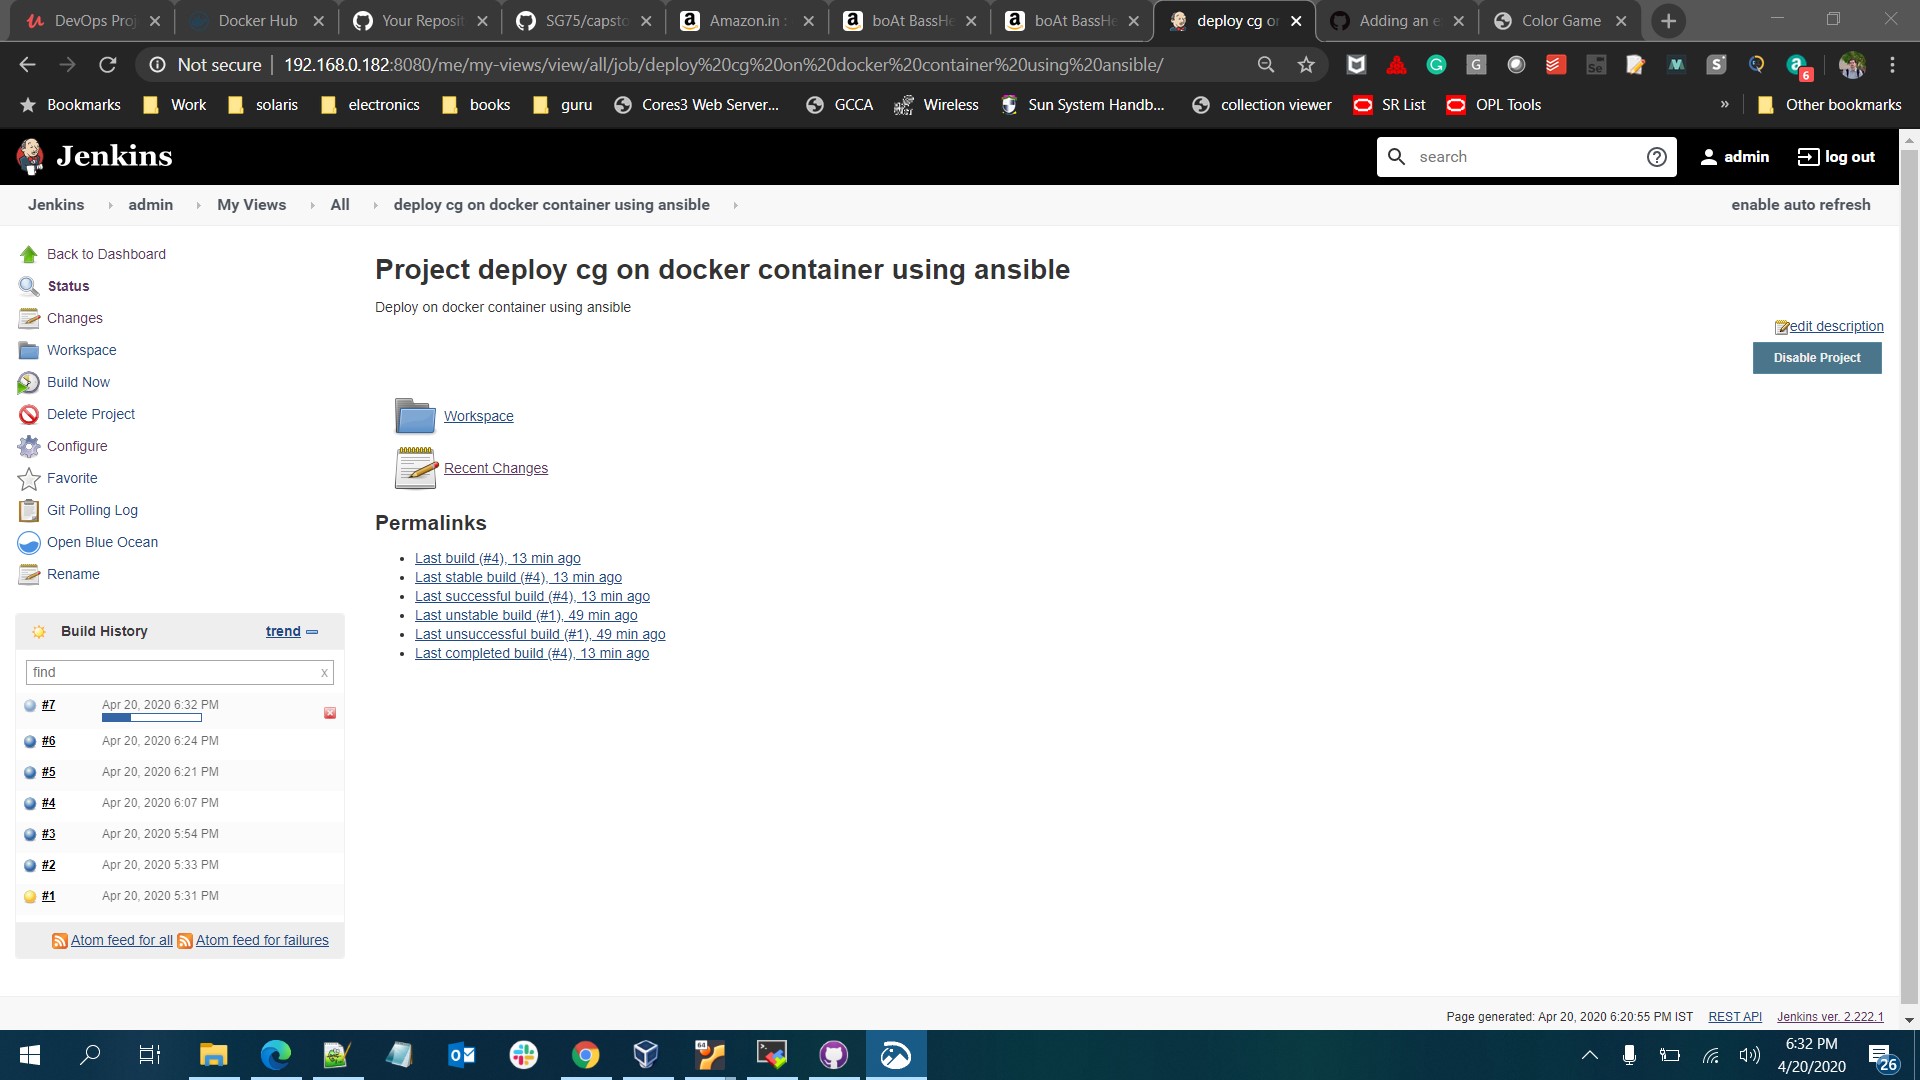 DevOps Proj
Docker Hub
Your Reposit
SG75/capsto
Amazon.in :
boAt BassHe
boAt BassHe
deploy cg on
Adding an e
Color Game
Not secure | 192.168.0.182:8080/me/my-views/view/all/job/deploy%20cg%20on%20docker%20container%20using%20ansible/
6
Bookmarks Work solaris electronics books guru Cores3 Web Server... GCCA Wireless Sun System Handb... collection viewer SR List OPL Tools » Other bookmarks
Jenkins
search
admin
log out
Jenkins admin My Views All deploy cg on docker container using ansible
enable auto refresh
Back to Dashboard
Status
Changes
Workspace
Build Now
Delete Project
Configure
Favorite
Git Polling Log
Open Blue Ocean
Rename
Build History trend
find x
#7 Apr 20, 2020 6:32 PM
#6 Apr 20, 2020 6:24 PM
#5 Apr 20, 2020 6:21 PM
#4 Apr 20, 2020 6:07 PM
#3 Apr 20, 2020 5:54 PM
#2 Apr 20, 2020 5:33 PM
#1 Apr 20, 2020 5:31 PM
Atom feed for all Atom feed for failures
Project deploy cg on docker container using ansible
Deploy on docker container using ansible
edit description
Disable Project
Workspace
Recent Changes
Permalinks
Last build (#4), 13 min ago
Last stable build (#4), 13 min ago
Last successful build (#4), 13 min ago
Last unstable build (#1), 49 min ago
Last unsuccessful build (#1), 49 min ago
Last completed build (#4), 13 min ago
Page generated: Apr 20, 2020 6:20:55 PM IST REST API Jenkins ver. 2.222.1
6:32 PM
4/20/2020
26